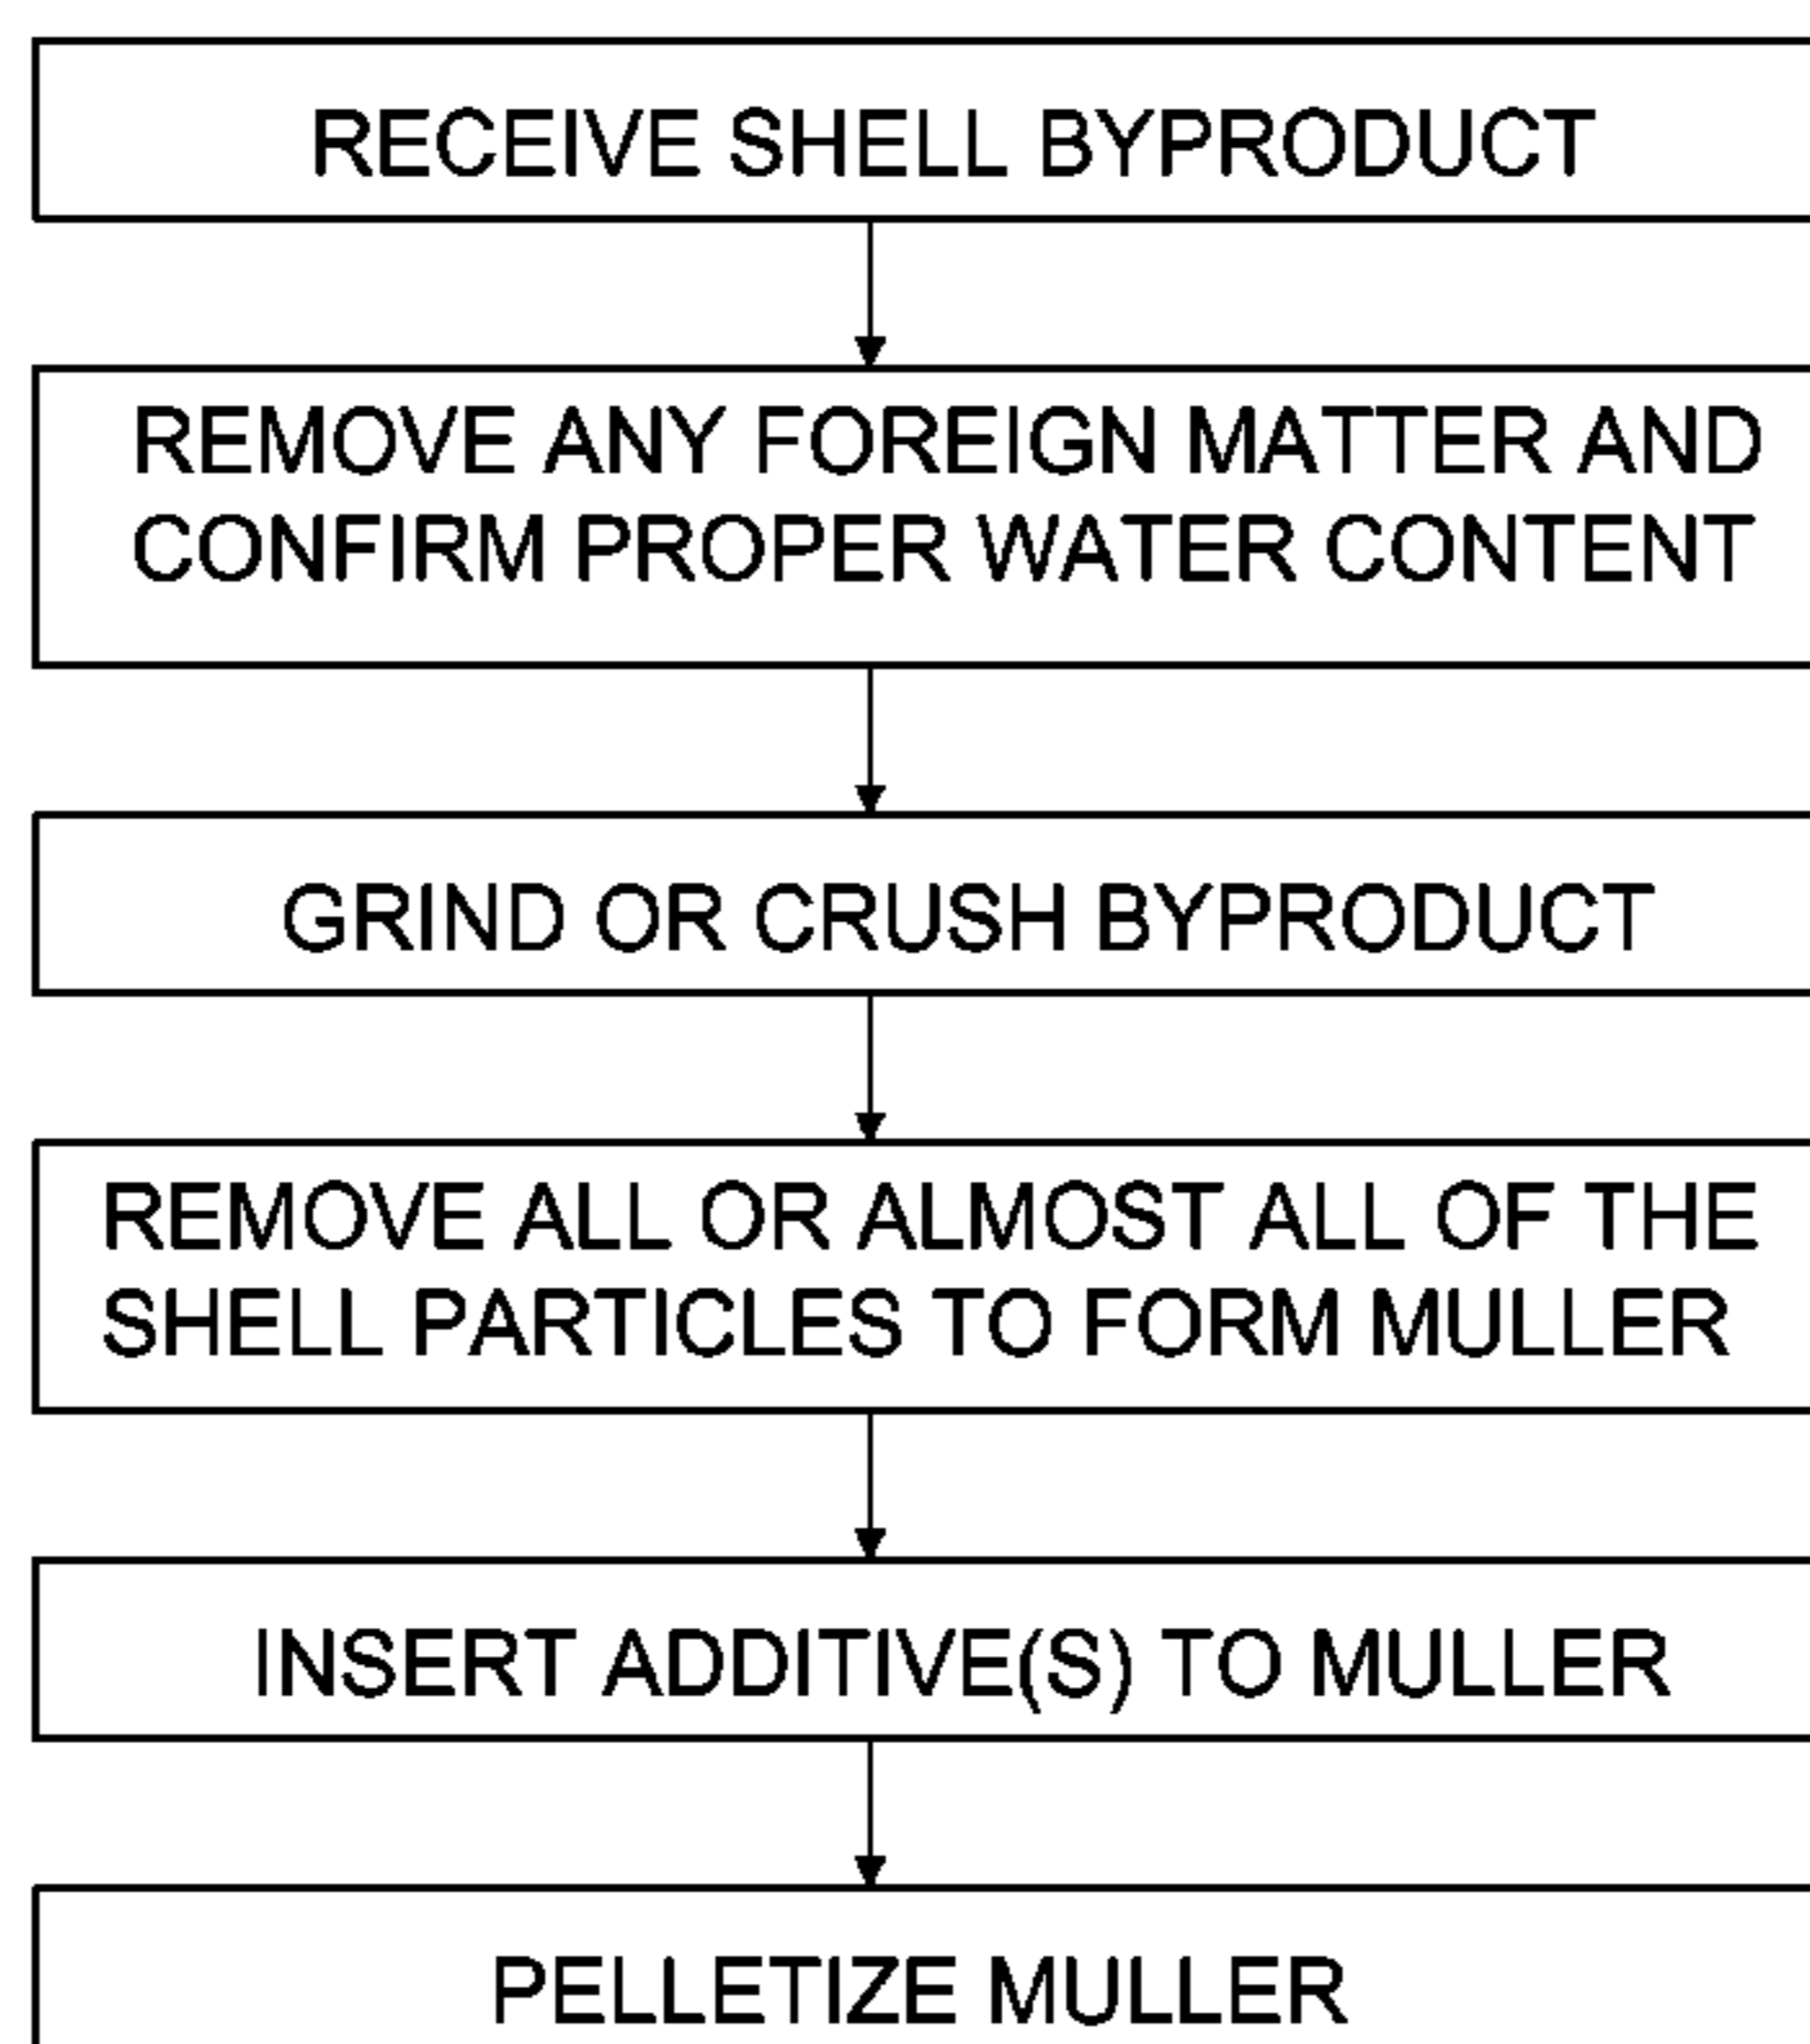 RECEIVE SHELL BYPRODUCT
REMOVE ANY FOREIGN MATTER AND
CONFIRM PROPER WATER CONTENT
GRIND OR CRUSH BYPRODUCT
REMOVE ALL OR ALMOST ALL OF THE
SHELL PARTICLES TO FORM MULLER
INSERT ADDITIVE(S) TO MULLER
PELLETIZE MULLER